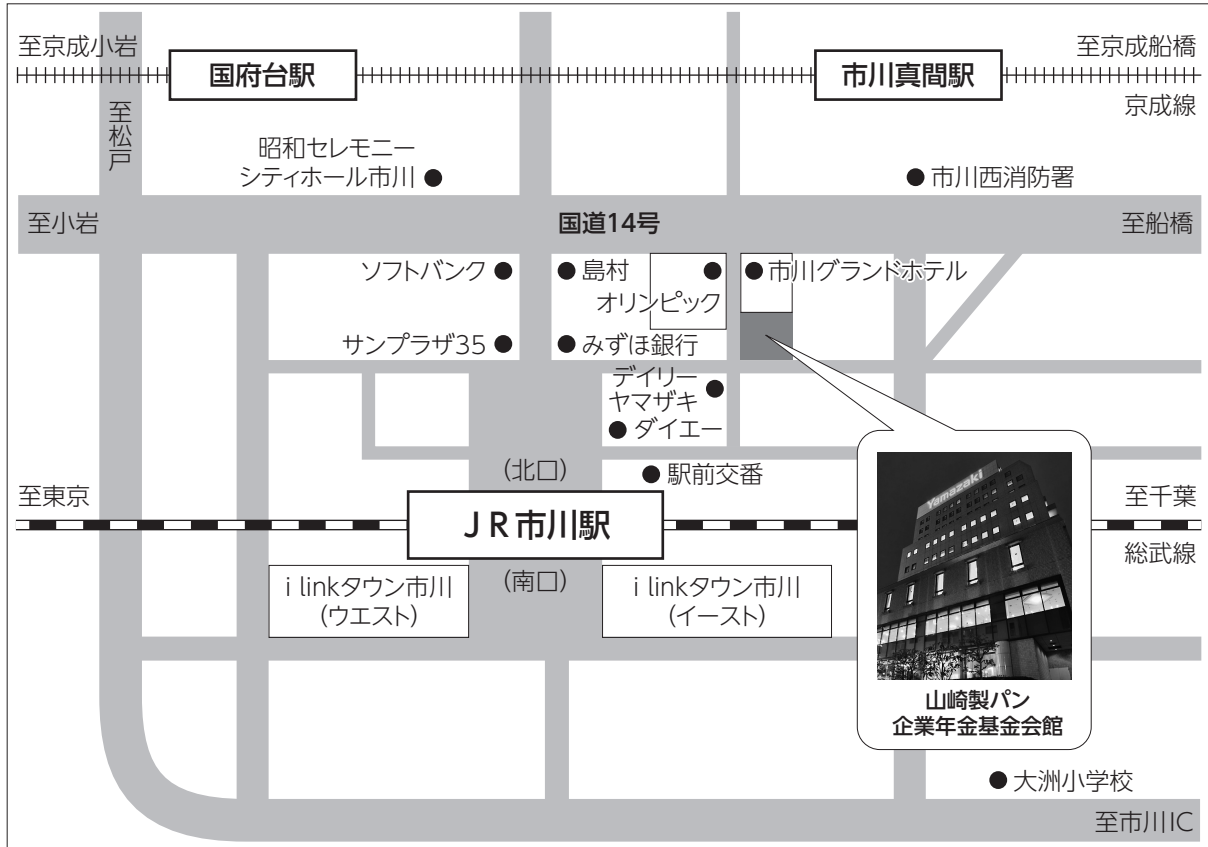 至京成小岩
国府台駅
市川真間駅
至京成船橋
京成線
至松戸
昭和セレモニー
シティホール市川
市川西消防署
至小岩
国道14号
至船橋
ソフトバンク
島村
オリンピック
市川グランドホテル
サンプラザ35
みずほ銀行
デイリー
ヤマザキ
ダイエー
(北口)
駅前交番
至東京
JR市川駅
至千葉
総武線
(南口)
i linkタウン市川
(ウエスト)
i linkタウン市川
(イースト)
Yamazaki
山崎製パン
企業年金基金会館
大洲小学校
至市川IC